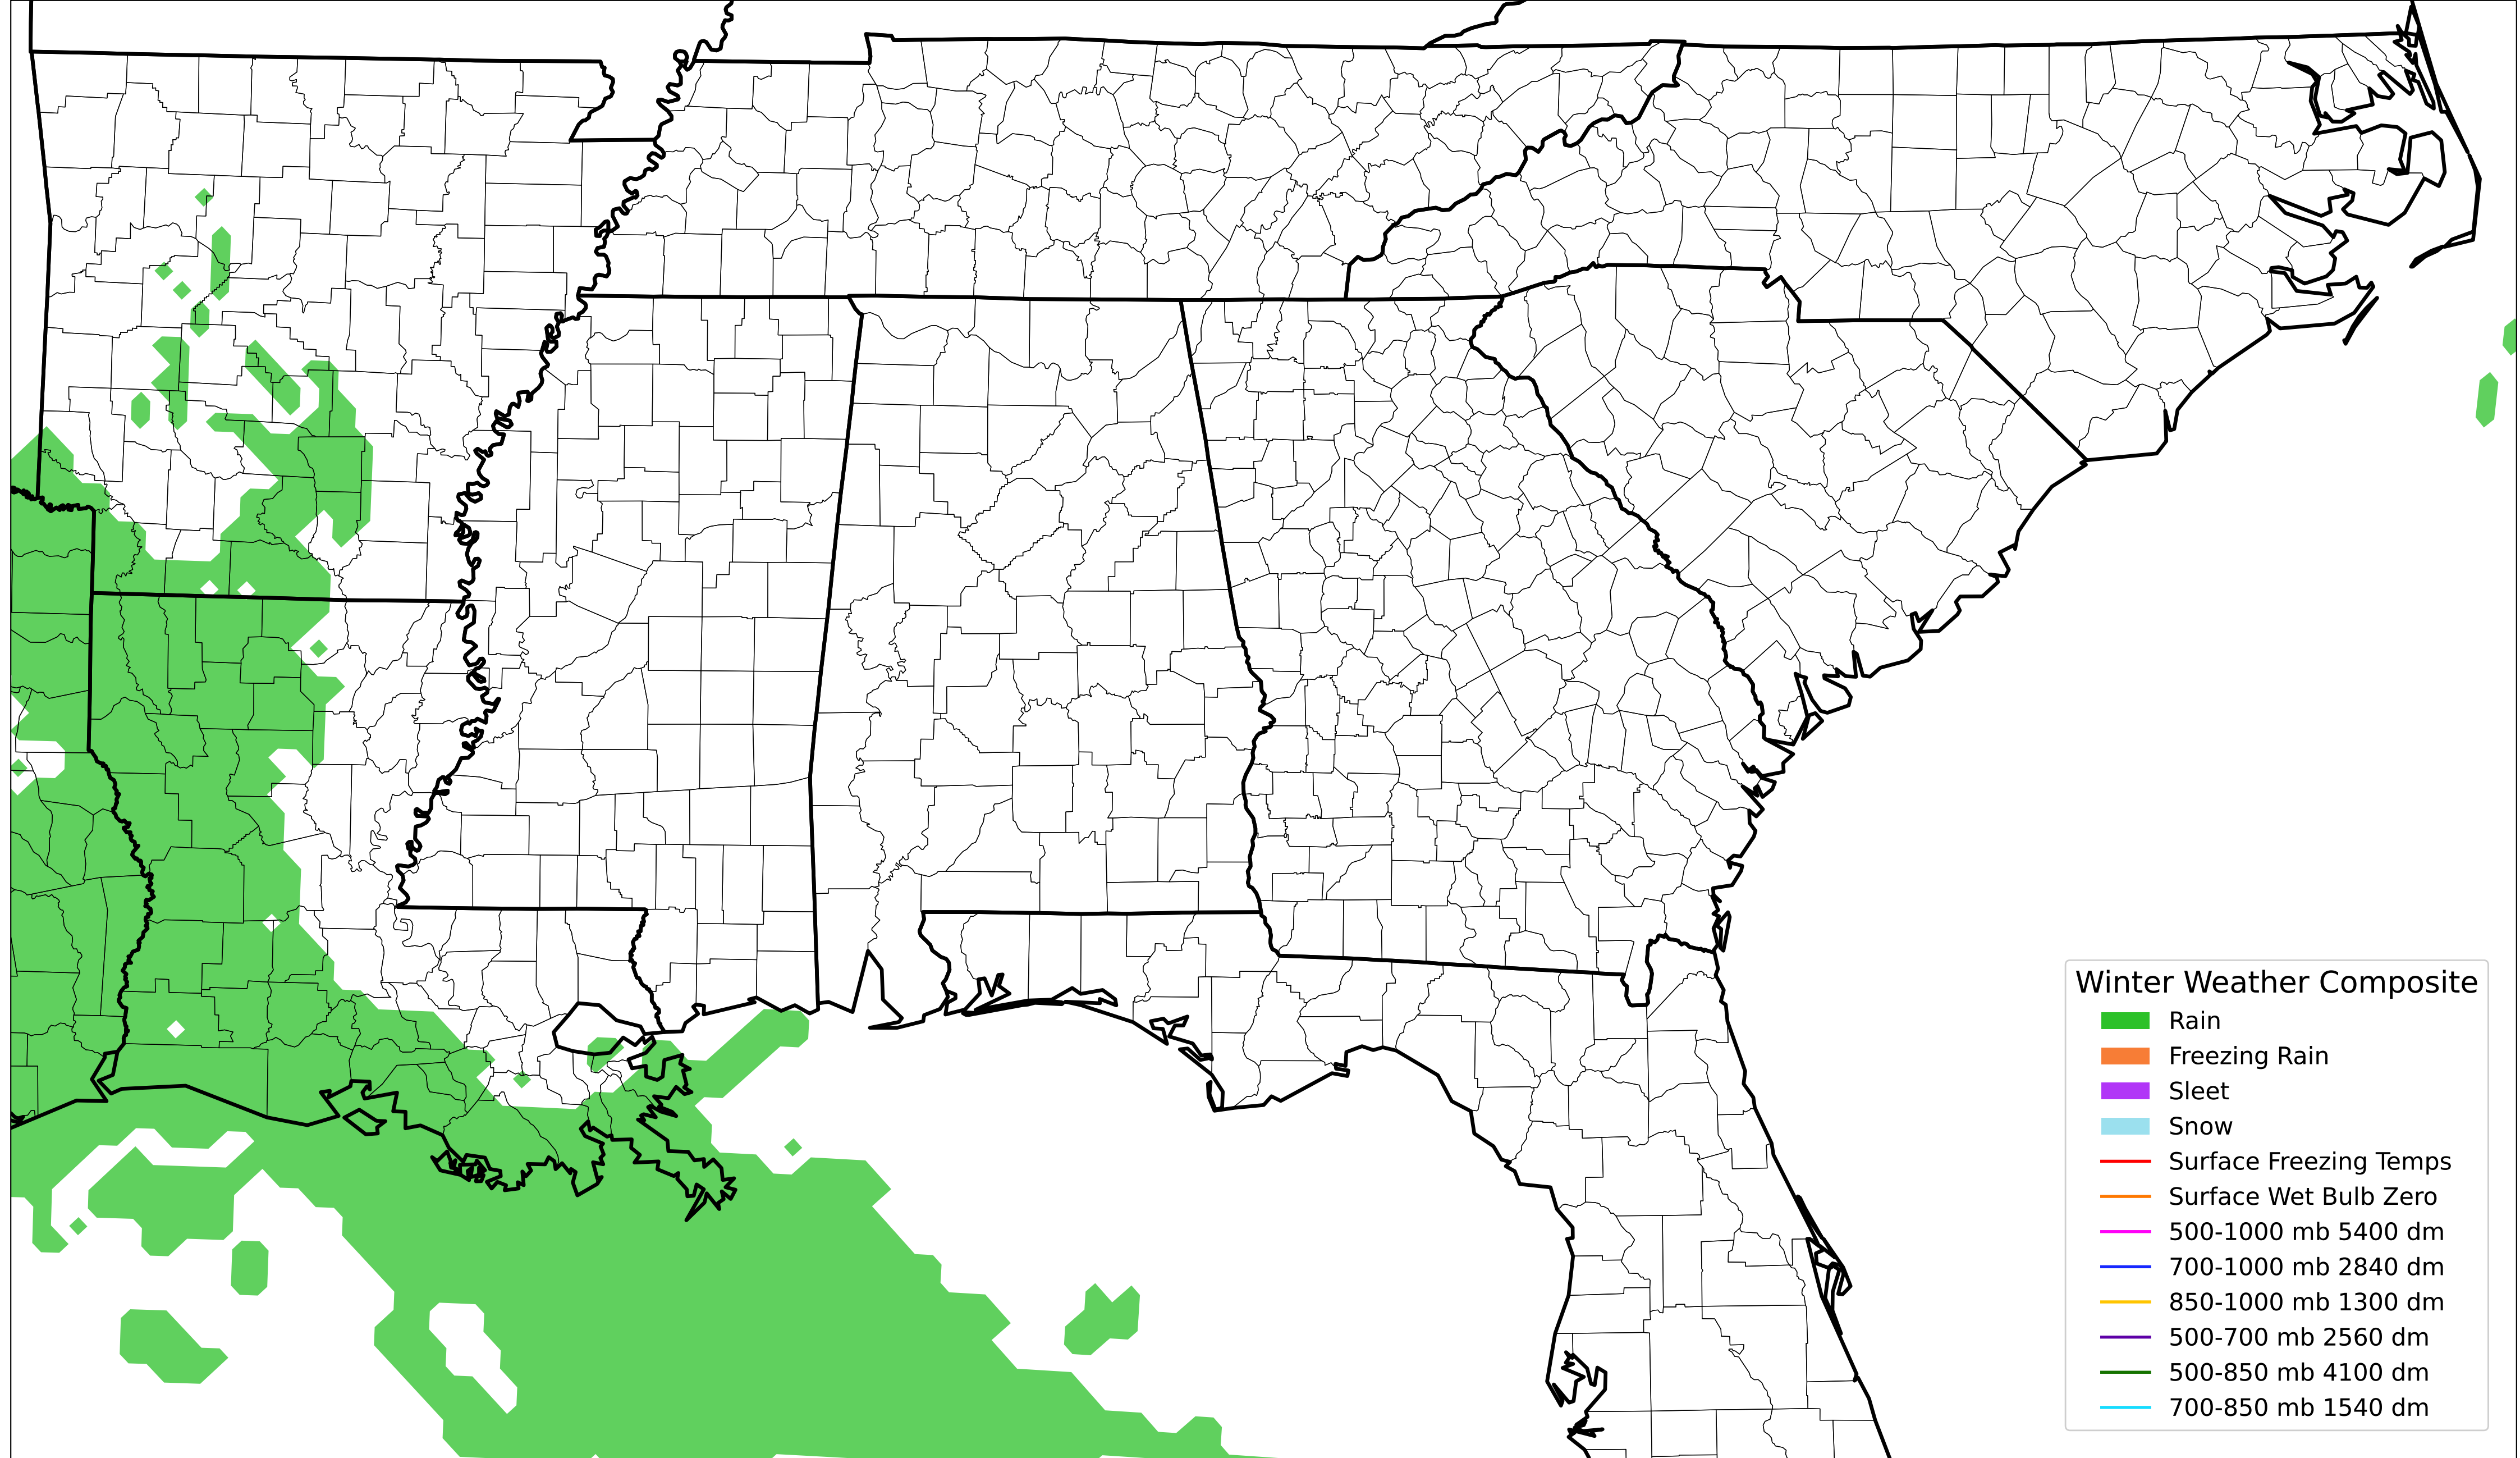 Winter Weather Composite
Rain
Freezing Rain
Sleet
Snow
Surface Freezing Temps
Surface Wet Bulb Zero
500-1000 mb 5400 dm
700-1000 mb 2840 dm
850-1000 mb 1300 dm
500-700 mb 2560 dm
500-850 mb 4100 dm
700-850 mb 1540 dm